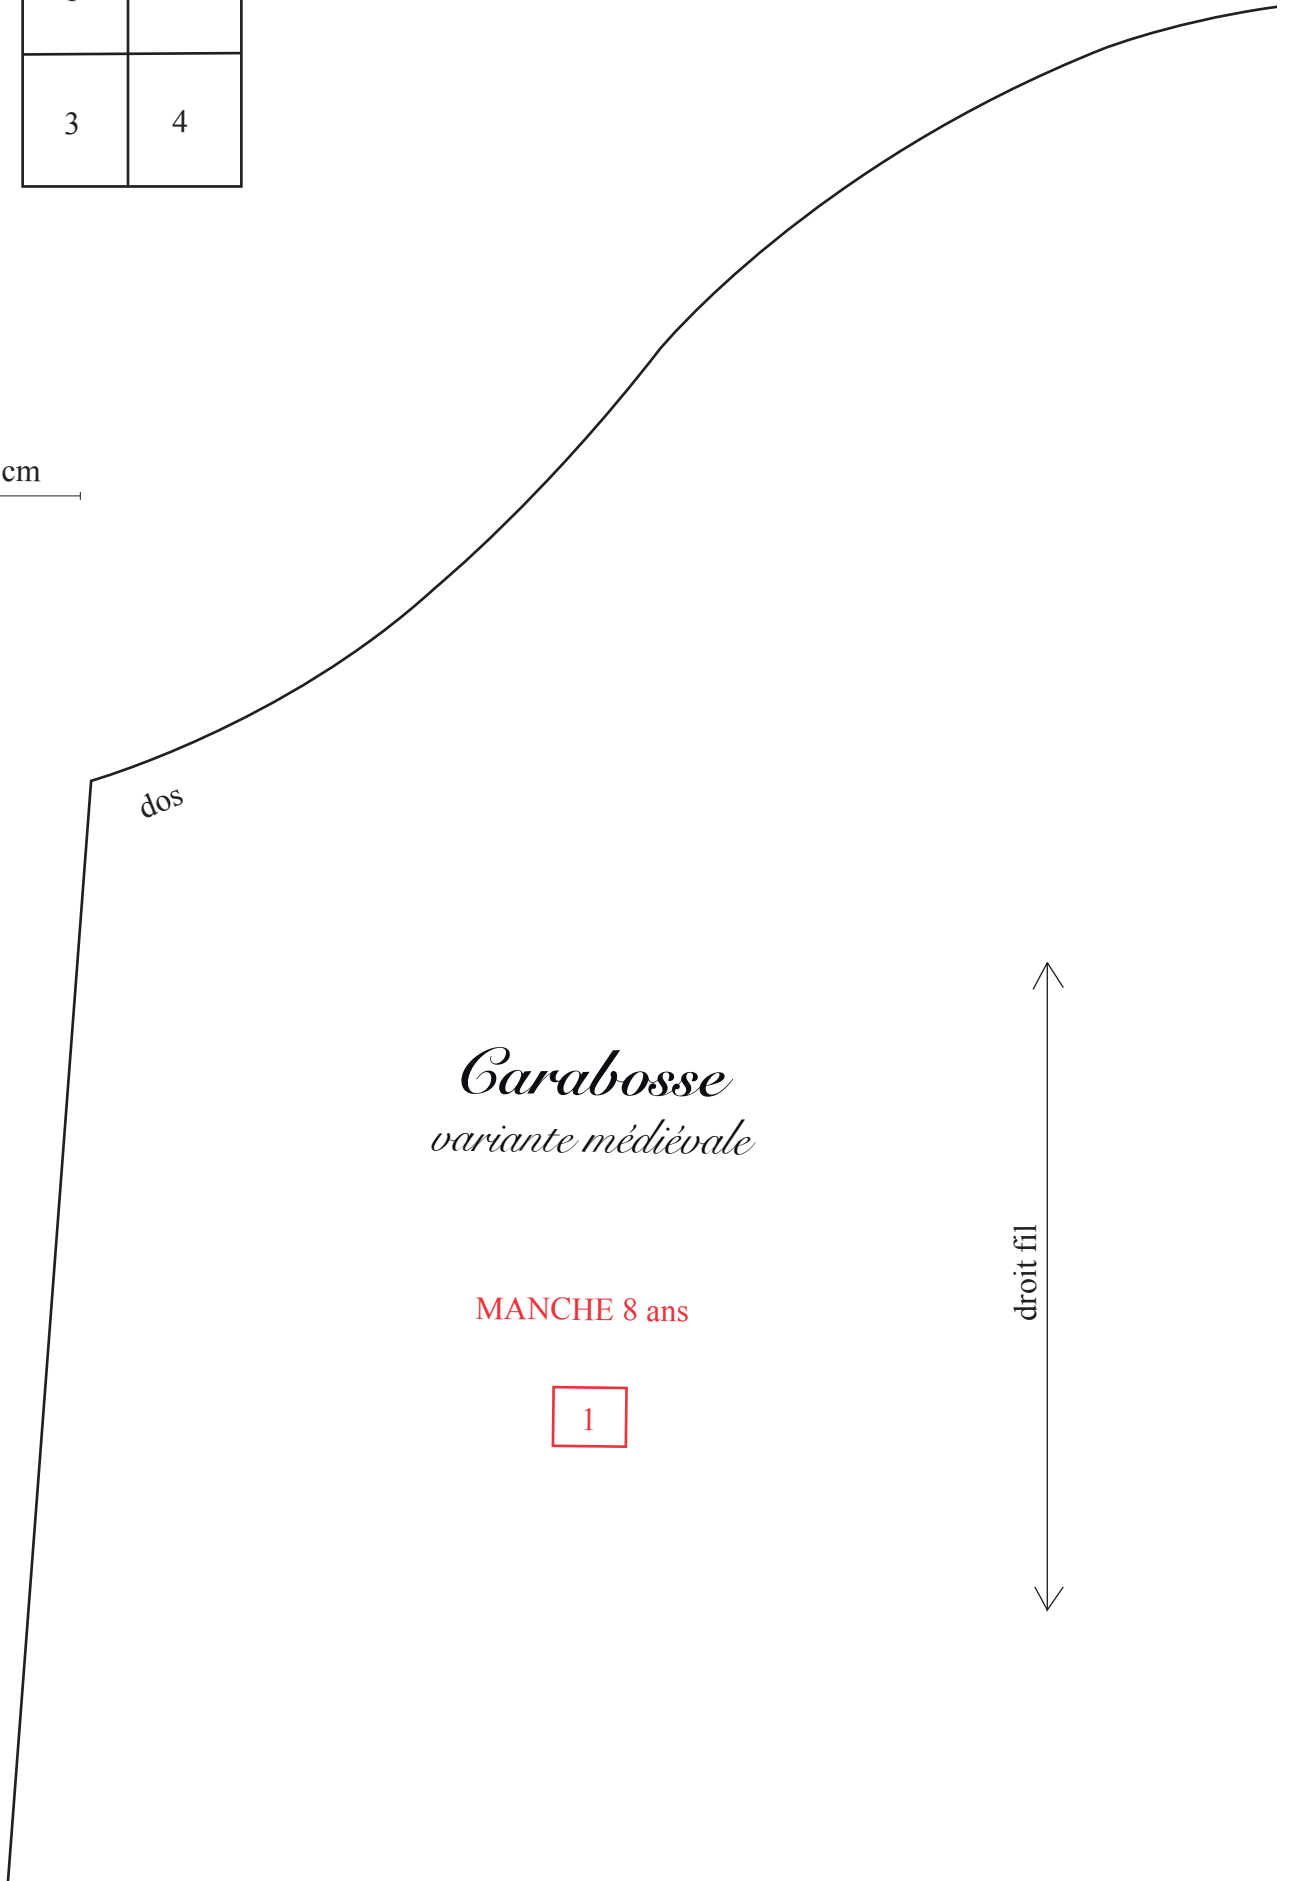 3 4
cm
dos
Carabosse
variante médiévale
droit fil
MANCHE 8 ans
1